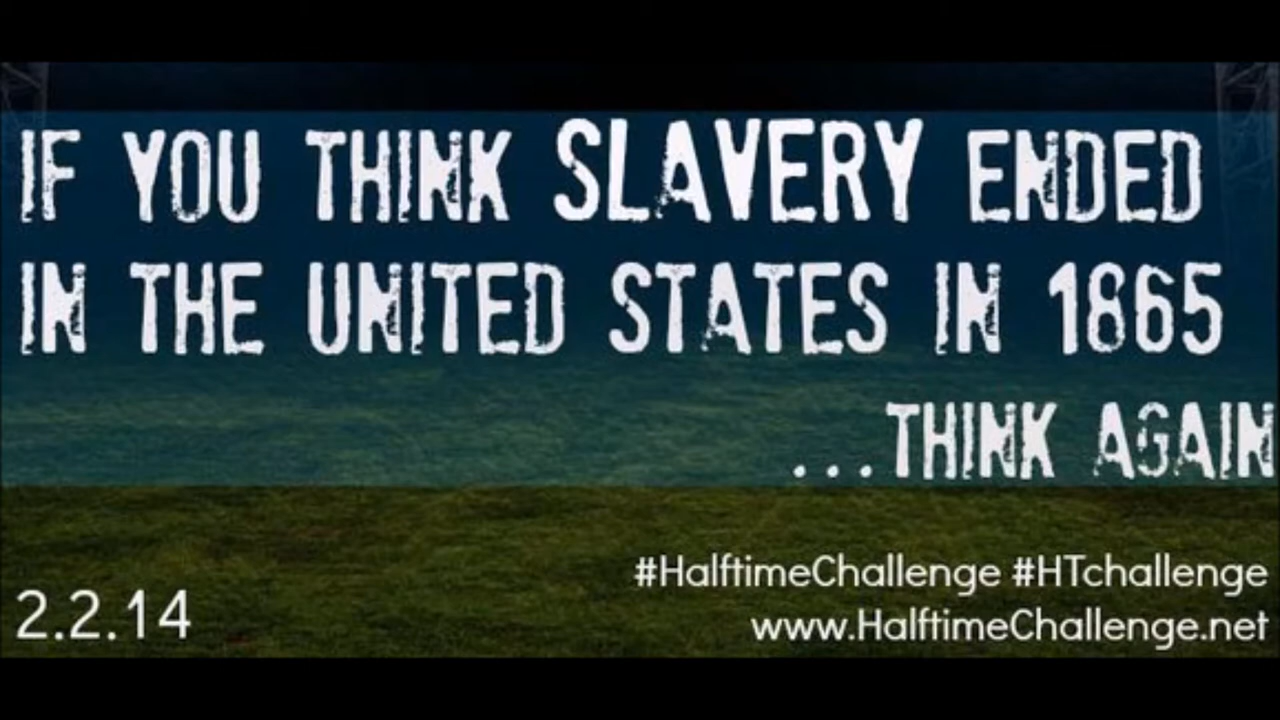 IF YOU THINK SLAVERY ENDED
IN THE UNITED STATES IN 1865
...THINK AGAIN
#HalftimeChallenge #HTchallenge
2.2.14
www.HalftimeChallenge.net